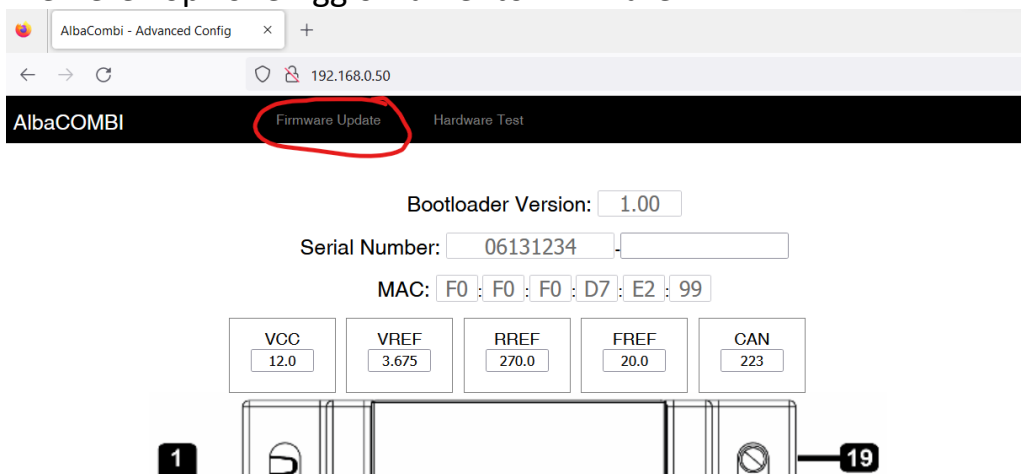 AlbaCombi - Advanced Config
192.168.0.50
AlbaCOMBI Firmware Update Hardware Test
Bootloader Version: 1.00
Serial Number: 06131234 -
MAC: F0 : F0 : F0 : D7 : E2 : 99
VCC VREF RREF FREF CAN
12.0 3.675 270.0 20.0 223
1 19